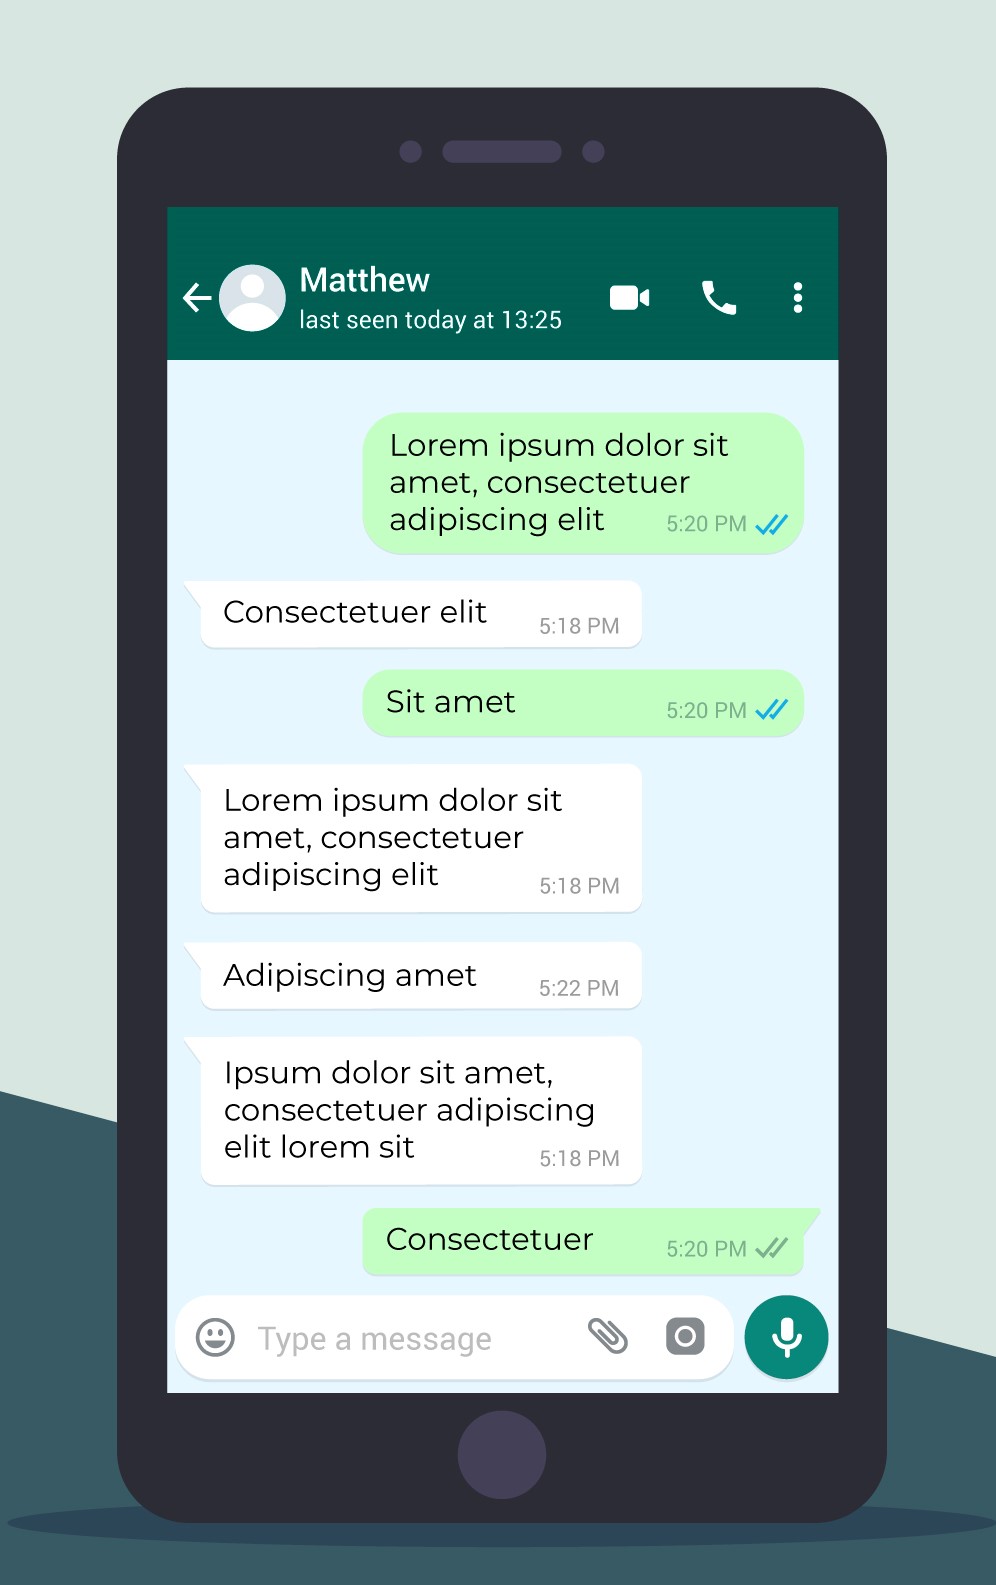 Matthew
last seen today at 13:25
Lorem ipsum dolor sit
amet, consectetuer
adipiscing elit
5:20 PM
Consectetuer elit
5:18 PM
Sit amet
5:20 PM
Lorem ipsum dolor sit
amet, consectetuer
adipiscing elit
5:18 PM
Adipiscing amet
5:22 PM
Ipsum dolor sit amet,
consectetuer adipiscing
elit lorem sit
5:18 PM
Consectetuer
5:20 PM
Type a message